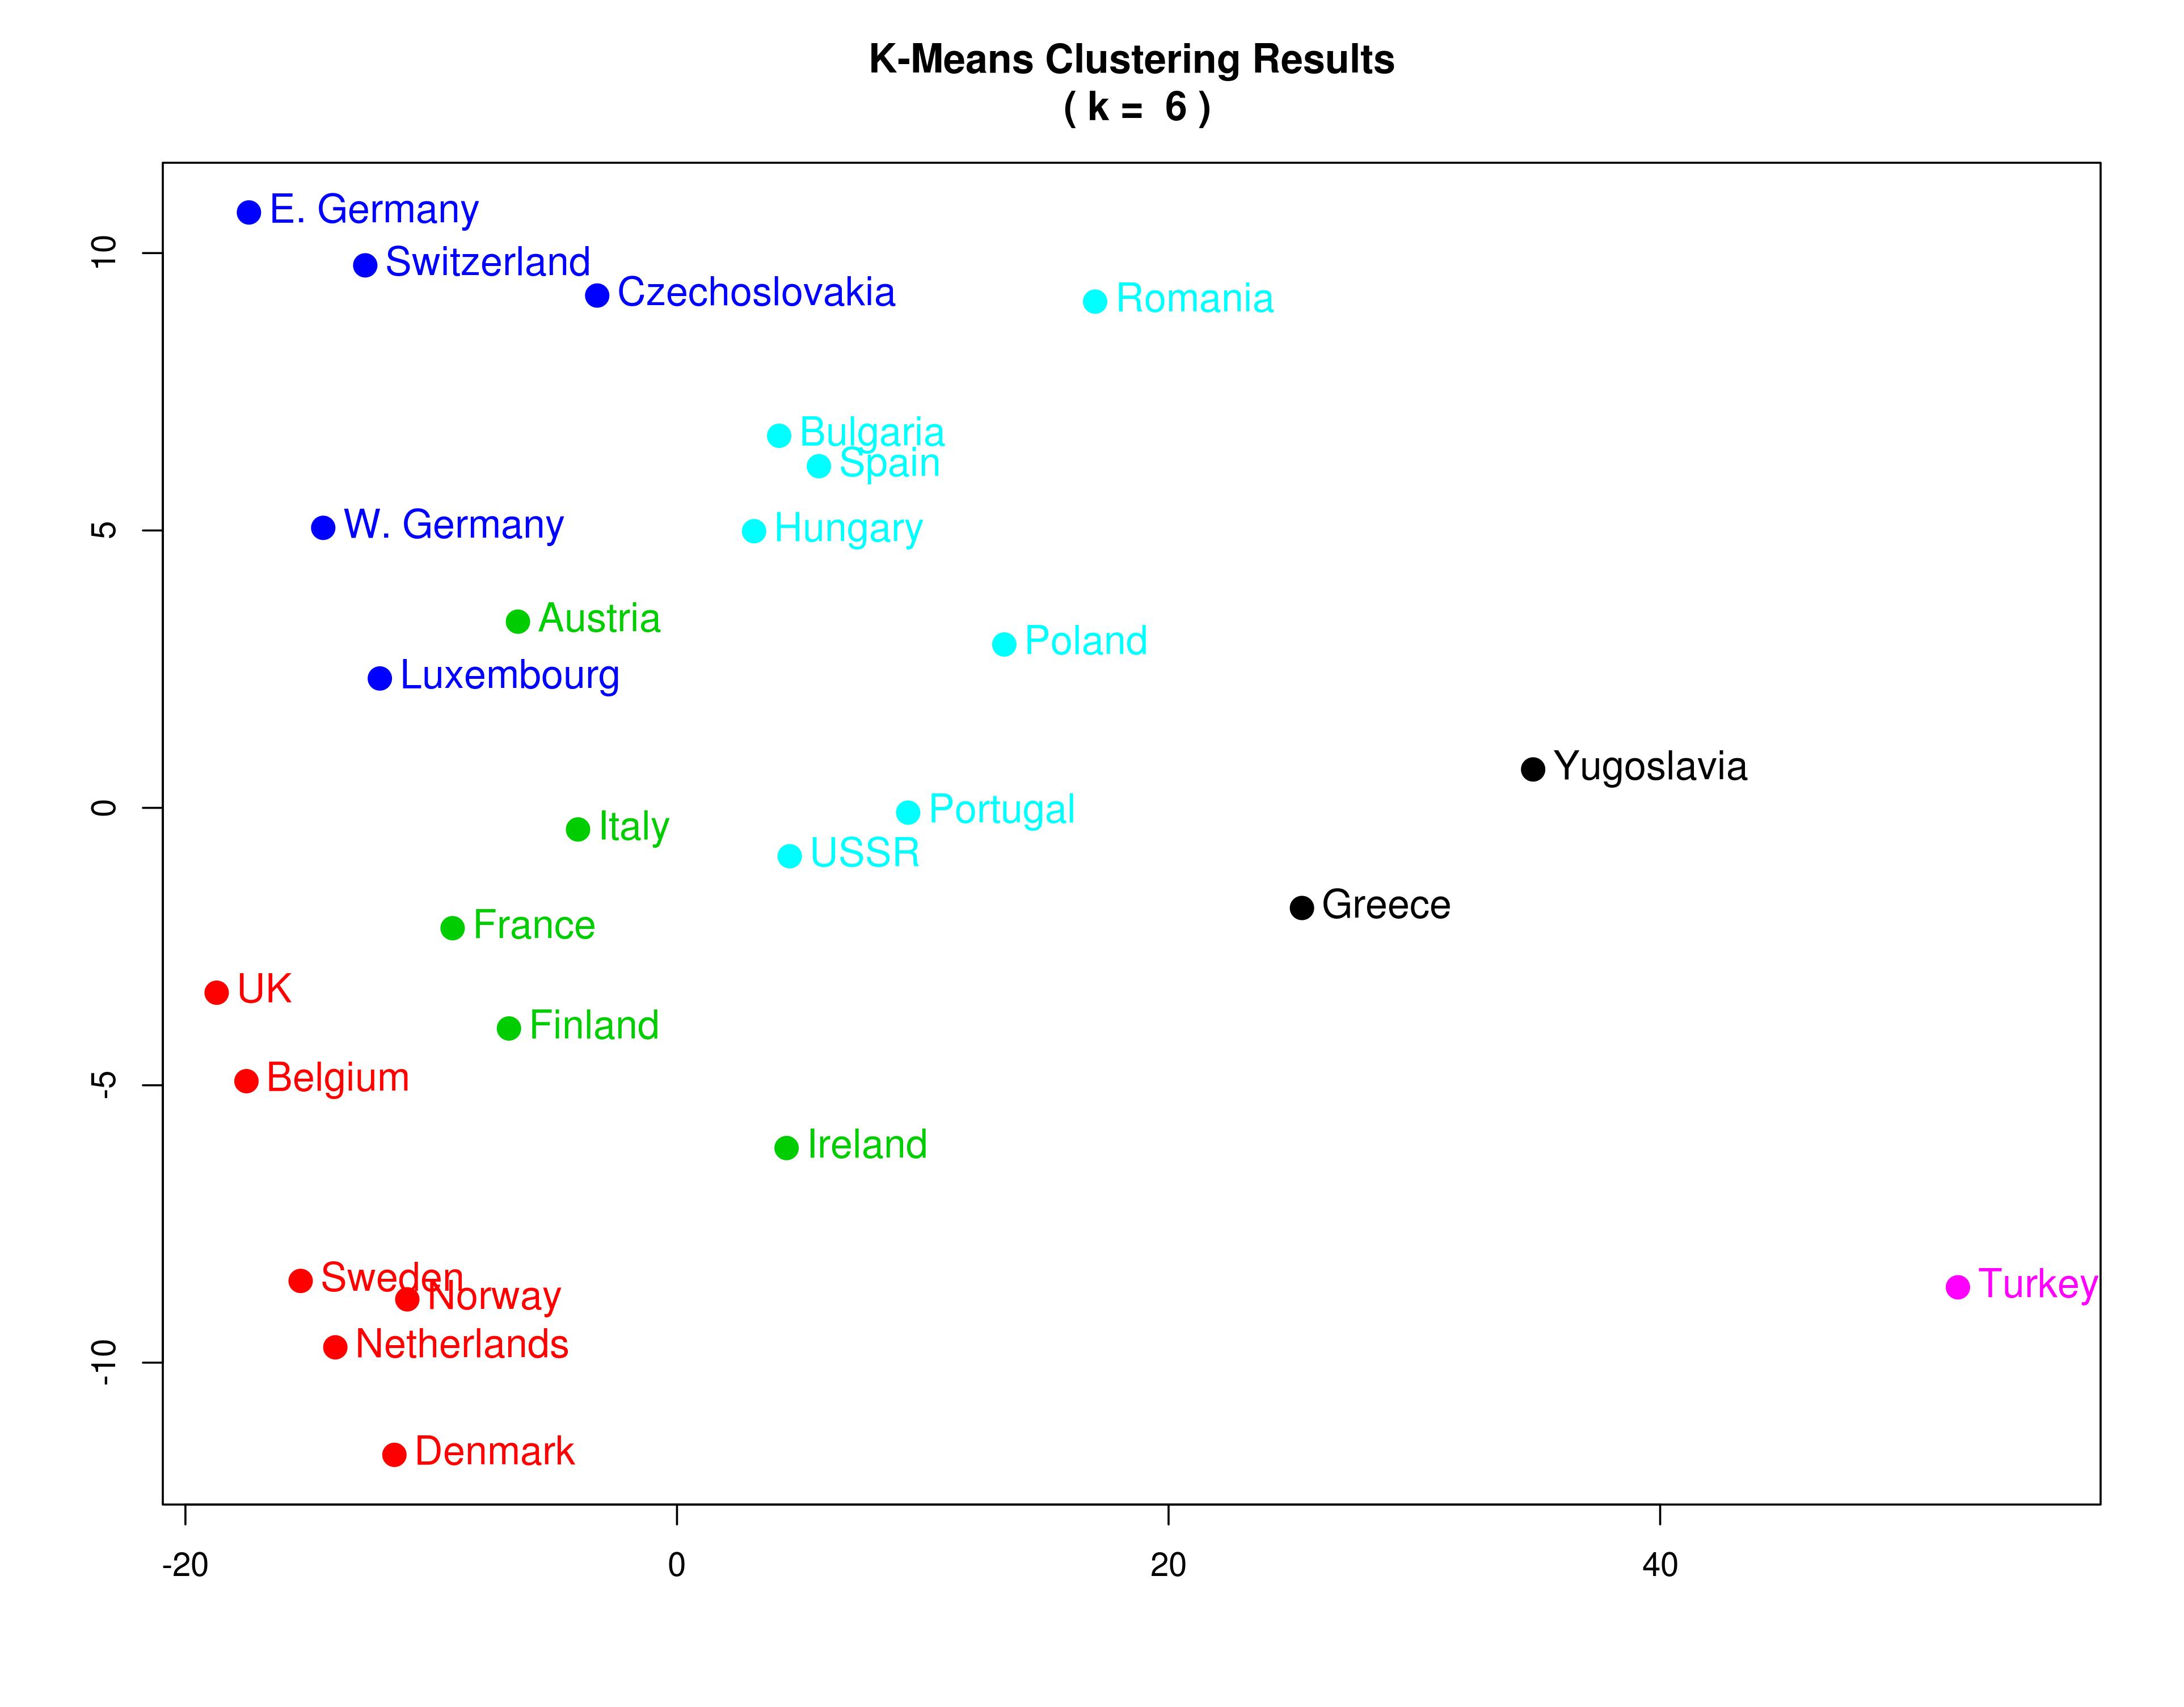 K-Means Clustering Results
( k = 6 )
10
5
0
-5
-10
E. Germany
Switzerland
Czechoslovakia
Romania
Bulgaria
Spain
W. Germany
Hungary
Austria
Poland
Luxembourg
Yugoslavia
Portugal
Italy
USSR
Greece
France
UK
Finland
Belgium
Ireland
Sweden
Turkey
Norway
Netherlands
Denmark
-20 0 20 40